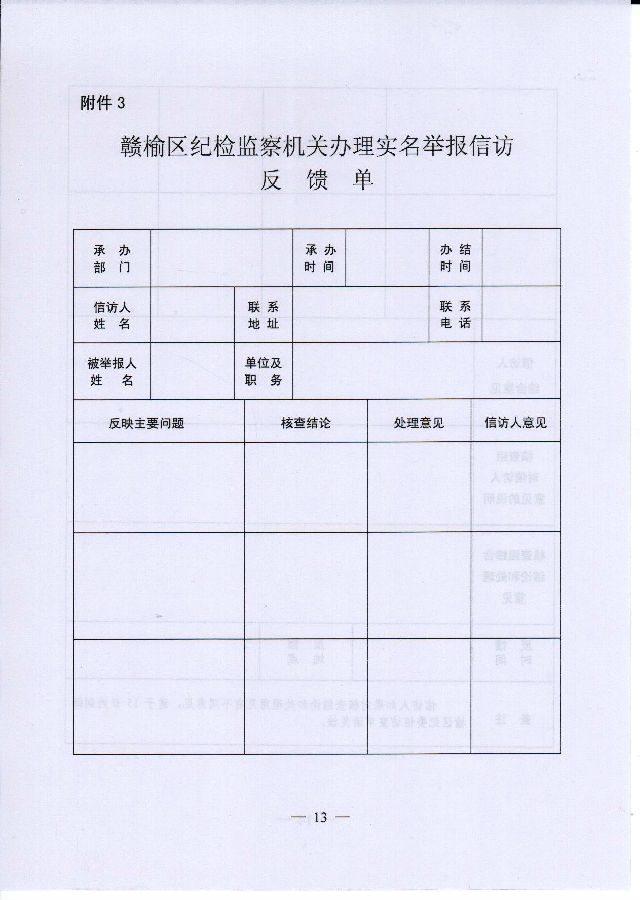 附件 3
赣榆区纪检监察机关办理实名举报信访
反 馈 单
承 办
部 门
承 办
时 间
办 结
时 间
信访人
姓 名
联 系
地 址
联 系
电 话
被举报人
姓 名
单位及
职 务
反映主要问题
核查结论
处理意见
信访人意见
— 13 —